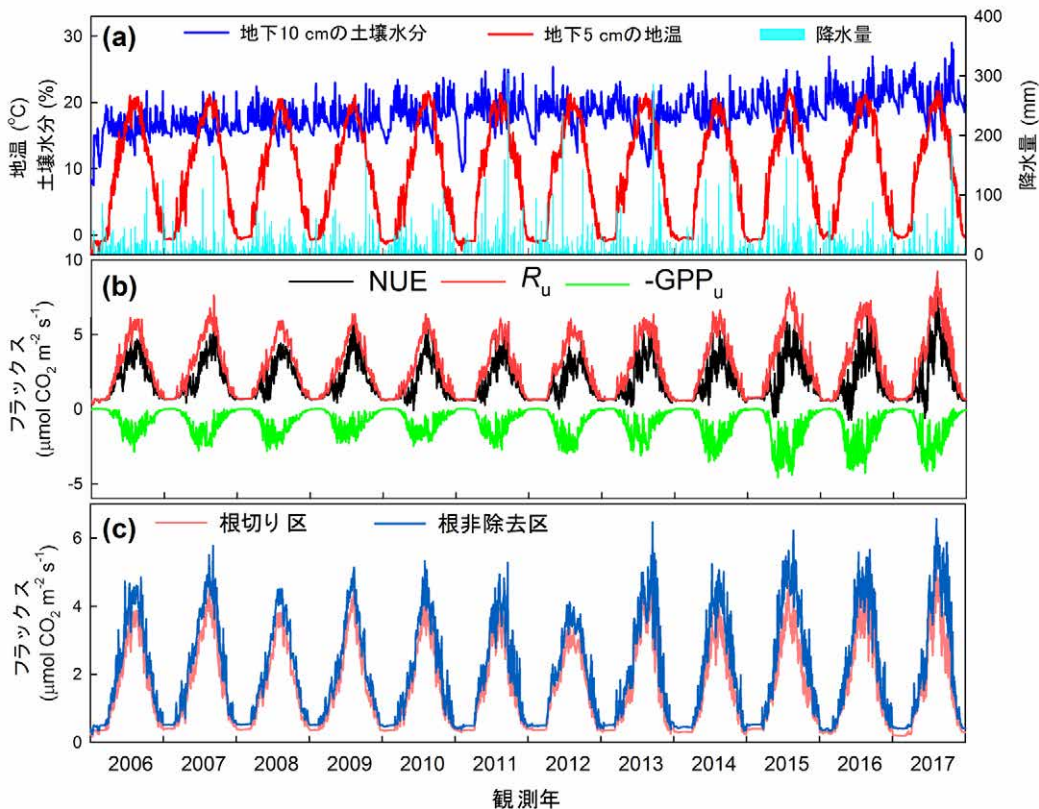 (a) 地下10 cmの土壌水分 地下5 cmの地温 降水量
地温 (°C)
土壌水分 (%)
30
20
10
0
降水量 (mm)
400
300
200
100
0
(b) NUE Ru -GPPu
フラックス
(μmol CO2 m-2 s-1)
10
5
0
-5
(c) 根切り区 根非除去区
フラックス
(μmol CO2 m-2 s-1)
6
4
2
0
2006 2007 2008 2009 2010 2011 2012 2013 2014 2015 2016 2017
観測年